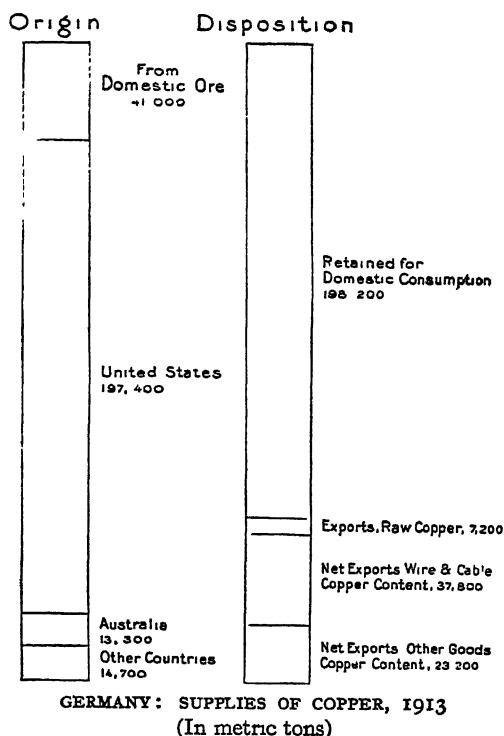 Origin
From
Domestic Ore
41 000
United States
197,400
Australia
13,300
Other Countries
14,700
Disposition
Retained for
Domestic Consumption
198 200
Exports, Raw Copper, 7,200
Net Exports Wire & Cable
Copper Content, 37,800
Net Exports Other Goods
Copper Content, 23 200
GERMANY: SUPPLIES OF COPPER, 1913
(In metric tons)